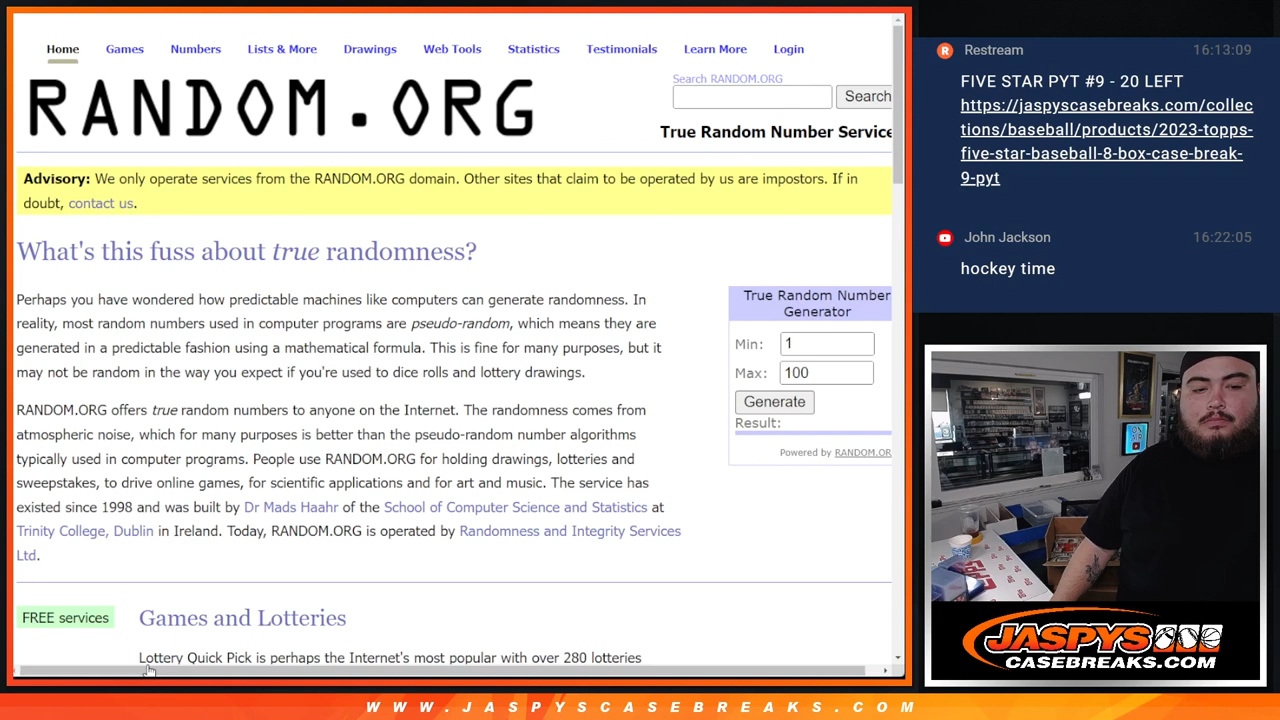 Home Games Numbers Lists & More Drawings Web Tools Statistics Testimonials Learn More Login
RANDOM.ORG
Search RANDOM.ORG
Search
True Random Number Service
Advisory: We only operate services from the RANDOM.ORG domain. Other sites that claim to be operated by us are impostors. If in
doubt, contact us.
What's this fuss about true randomness?
Perhaps you have wondered how predictable machines like computers can generate randomness. In
reality, most random numbers used in computer programs are pseudo-random, which means they are
generated in a predictable fashion using a mathematical formula. This is fine for many purposes, but it
may not be random in the way you expect if you're used to dice rolls and lottery drawings.
RANDOM.ORG offers true random numbers to anyone on the Internet. The randomness comes from
atmospheric noise, which for many purposes is better than the pseudo-random number algorithms
typically used in computer programs. People use RANDOM.ORG for holding drawings, lotteries and
sweepstakes, to drive online games, for scientific applications and for art and music. The service has
existed since 1998 and was built by Dr Mads Haahr of the School of Computer Science and Statistics at
Trinity College, Dublin in Ireland. Today, RANDOM.ORG is operated by Randomness and Integrity Services
Ltd.
True Random Number
Generator
Min: 1
Max: 100
Generate
Result:
Powered by RANDOM.OR
FREE services
Games and Lotteries
Lottery Quick Pick is perhaps the Internet's most popular with over 280 lotteries
Restream 16:13:09
FIVE STAR PYT #9 - 20 LEFT
https://jaspyscasebreaks.com/collec
tions/baseball/products/2023-topps-
five-star-baseball-8-box-case-break-
9-pyt
John Jackson 16:22:05
hockey time
JASPYS
CASEBREAKS.COM
WWW.JASPYSCASEBREAKS.COM